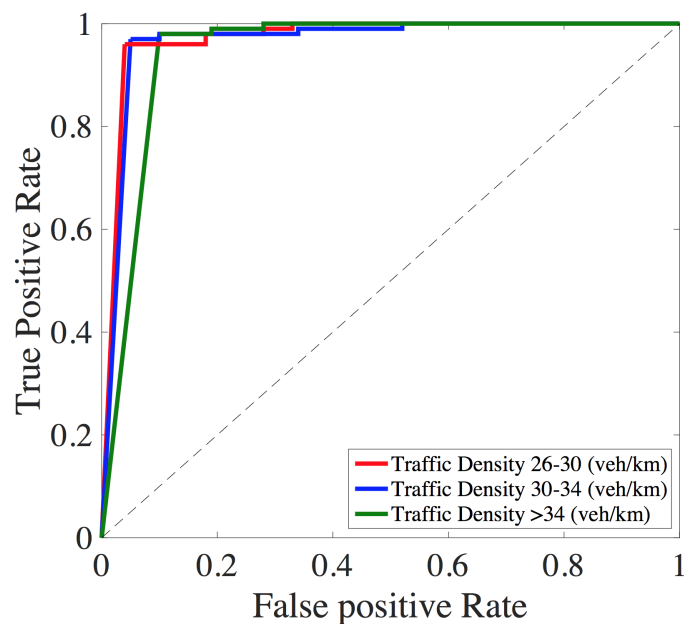 1
0.8
0.6
0.4
0.2
0
True Positive Rate
Traffic Density 26-30 (veh/km)
Traffic Density 30-34 (veh/km)
Traffic Density >34 (veh/km)
0 0.2 0.4 0.6 0.8 1
False positive Rate